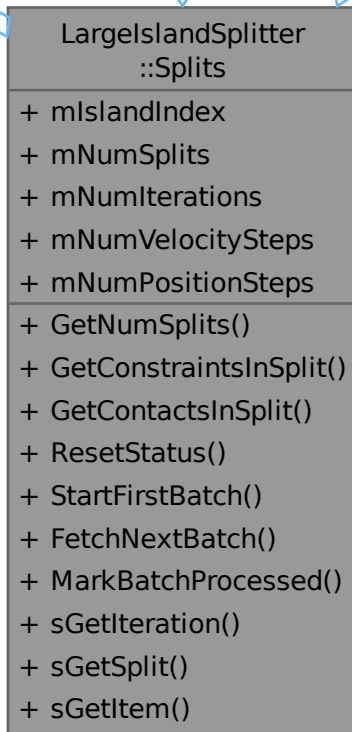 LargeIslandSplitter
::Splits
+ mIslandIndex
+ mNumSplits
+ mNumIterations
+ mNumVelocitySteps
+ mNumPositionSteps
+ GetNumSplits()
+ GetConstraintsInSplit()
+ GetContactsInSplit()
+ ResetStatus()
+ StartFirstBatch()
+ FetchNextBatch()
+ MarkBatchProcessed()
+ sGetIteration()
+ sGetSplit()
+ sGetItem()